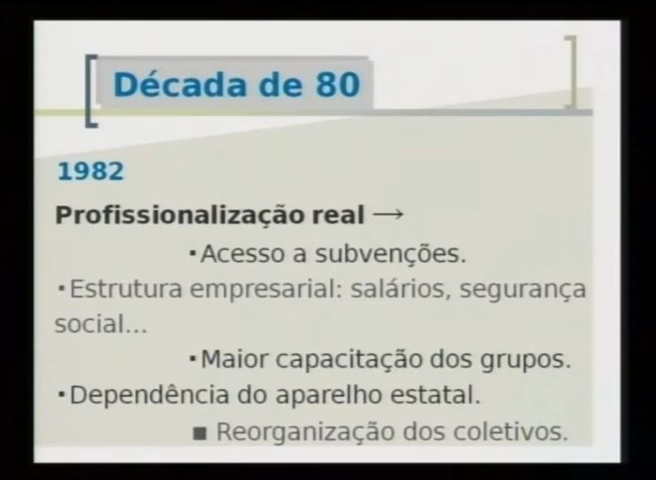 Década de 80
1982
Profissionalização real →
▪Acesso a subvenções.
▪Estrutura empresarial: salários, segurança
social...
▪Maior capacitação dos grupos.
▪Dependência do aparelho estatal.
■ Reorganização dos coletivos.